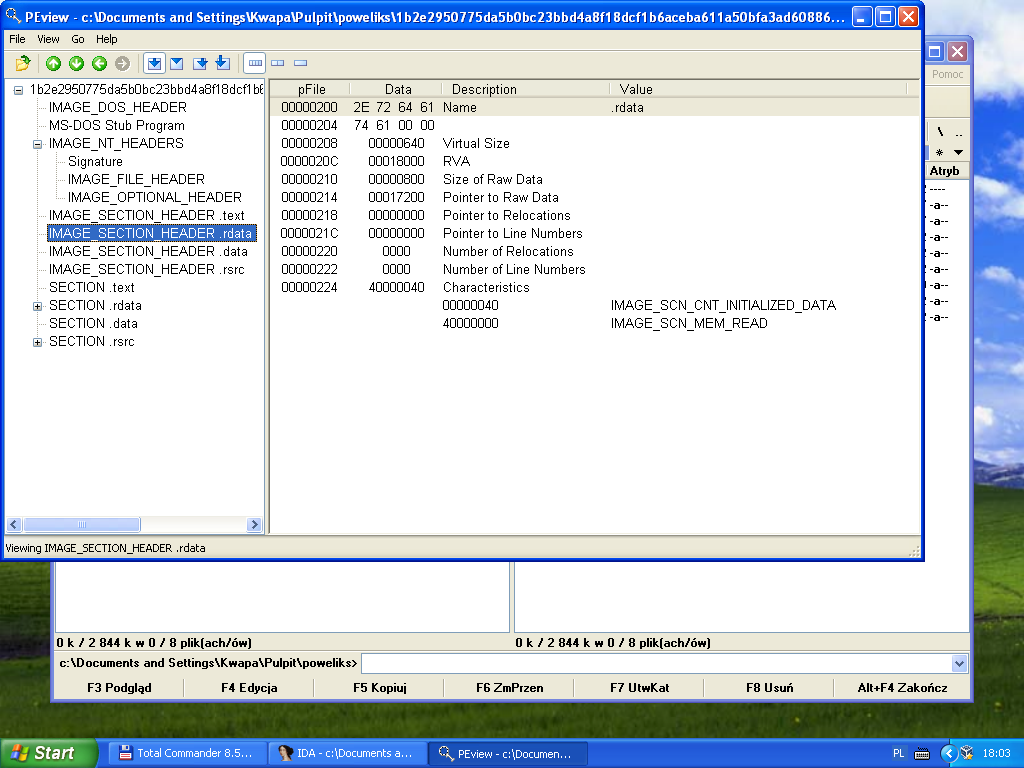 PEview - c:\Documents and Settings\Kwapa\Pulpit\poweliks\1b2e2950775da5b0bc23bbd4a8f18dcf1b6aceba611a50bfa3ad60886...
File View Go Help
Pomoc
1b2e2950775da5b0bc23bbd4a8f18dcf1b6
IMAGE_DOS_HEADER
MS-DOS Stub Program
IMAGE_NT_HEADERS
Signature
IMAGE_FILE_HEADER
IMAGE_OPTIONAL_HEADER
IMAGE_SECTION_HEADER .text
IMAGE_SECTION_HEADER .rdata
IMAGE_SECTION_HEADER .data
IMAGE_SECTION_HEADER .rsrc
SECTION .text
SECTION .rdata
SECTION .data
SECTION .rsrc
pFile Data Description Value
00000200 2E 72 64 61 Name .rdata
00000204 74 61 00 00
00000208 00000640 Virtual Size
0000020C 00018000 RVA
00000210 00000800 Size of Raw Data
00000214 00017200 Pointer to Raw Data
00000218 00000000 Pointer to Relocations
0000021C 00000000 Pointer to Line Numbers
00000220 0000 Number of Relocations
00000222 0000 Number of Line Numbers
00000224 40000040 Characteristics
00000040 IMAGE_SCN_CNT_INITIALIZED_DATA
40000000 IMAGE_SCN_MEM_READ
\ ..
* 
Atryb
----
-a--
-a--
-a--
-a--
-a--
-a--
-a--
-a--
Viewing IMAGE_SECTION_HEADER .rdata
0 k / 2 844 k w 0 / 8 plik(ach/ów) 0 k / 2 844 k w 0 / 8 plik(ach/ów)
c:\Documents and Settings\Kwapa\Pulpit\poweliks>
F3 Podgląd F4 Edycja F5 Kopiuj F6 ZmPrzen F7 UtwKat F8 Usuń Alt+F4 Zakończ
Start Total Commander 8.5... IDA - c:\Documents a... PEview - c:\Documen... PL 18:03